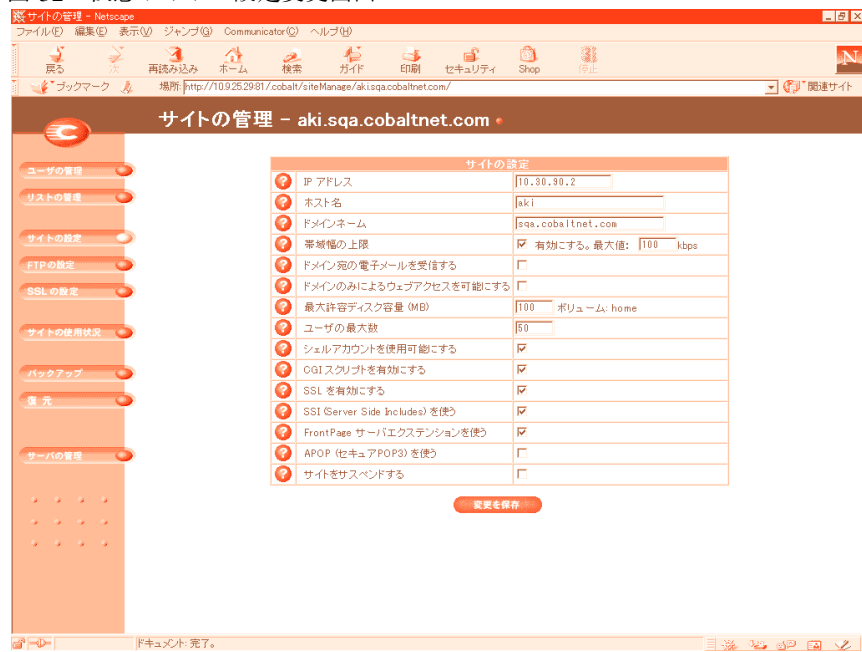 サイトの管理 - Netscape
ファイル(F) 編集(E) 表示(V) ジャンプ(G) Communicator(C) ヘルプ(H)
戻る 次 再読み込み ホーム 検索 ガイド 印刷 セキュリティ Shop 停止
ブックマーク 場所: http://10.9.25.29:81/.cobalt/siteManage/aki.sqa.cobaltnet.com/ 関連サイト
サイトの管理 - aki.sqa.cobaltnet.com
ユーザの管理
リストの管理
サイトの設定
FTPの設定
SSLの設定
サイトの使用状況
バックアップ
復元
サーバの管理
サイトの設定
IP アドレス 10.30.90.2
ホスト名 aki
ドメインネーム sqa.cobaltnet.com
帯域幅の上限 有効にする。最大値: 100 kbps
ドメイン宛の電子メールを受信する
ドメインのみによるウェブアクセスを可能にする
最大許容ディスク容量 (MB) 100 ボリューム: home
ユーザの最大数 50
シェルアカウントを使用可能にする
CGIスクリプトを有効にする
SSL を有効にする
SSI (Server Side Includes) を使う
FrontPage サーバエクステンションを使う
APOP (セキュアPOP3) を使う
サイトをサスペンドする
変更を保存
ドキュメント: 完了。